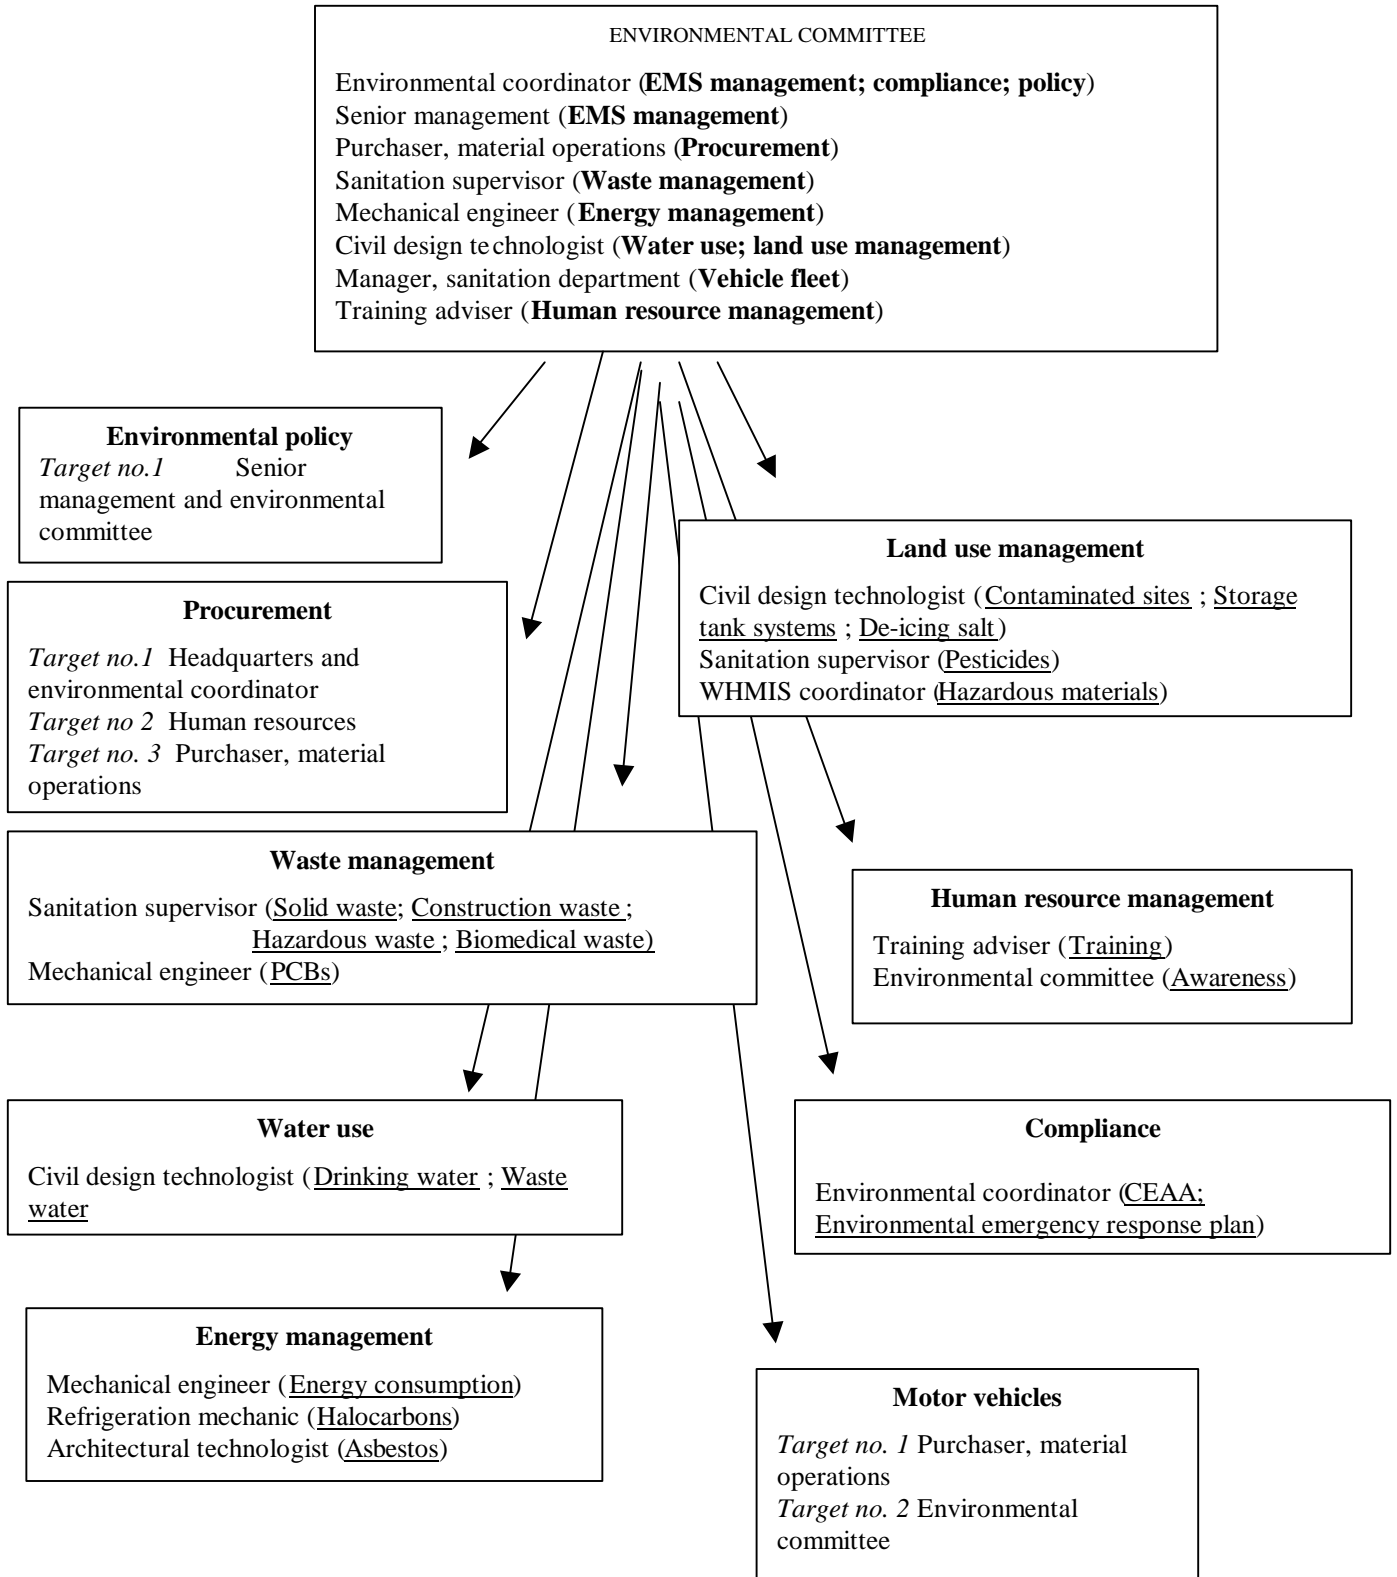 ENVIRONMENTAL COMMITTEE
Environmental coordinator (EMS management; compliance; policy)
Senior management (EMS management)
Purchaser, material operations (Procurement)
Sanitation supervisor (Waste management)
Mechanical engineer (Energy management)
Civil design technologist (Water use; land use management)
Manager, sanitation department (Vehicle fleet)
Training adviser (Human resource management)
Environmental policy
Target no.1 Senior
management and environmental
committee
Procurement
Target no.1 Headquarters and
environmental coordinator
Target no 2 Human resources
Target no. 3 Purchaser, material
operations
Land use management
Civil design technologist (Contaminated sites ; Storage
tank systems ; De-icing salt)
Sanitation supervisor (Pesticides)
WHMIS coordinator (Hazardous materials)
Waste management
Sanitation supervisor (Solid waste; Construction waste ;
Hazardous waste ; Biomedical waste)
Mechanical engineer (PCBs)
Human resource management
Training adviser (Training)
Environmental committee (Awareness)
Water use
Civil design technologist (Drinking water ; Waste
water
Compliance
Environmental coordinator (CEAA;
Environmental emergency response plan)
Energy management
Mechanical engineer (Energy consumption)
Refrigeration mechanic (Halocarbons)
Architectural technologist (Asbestos)
Motor vehicles
Target no. 1 Purchaser, material
operations
Target no. 2 Environmental
committee